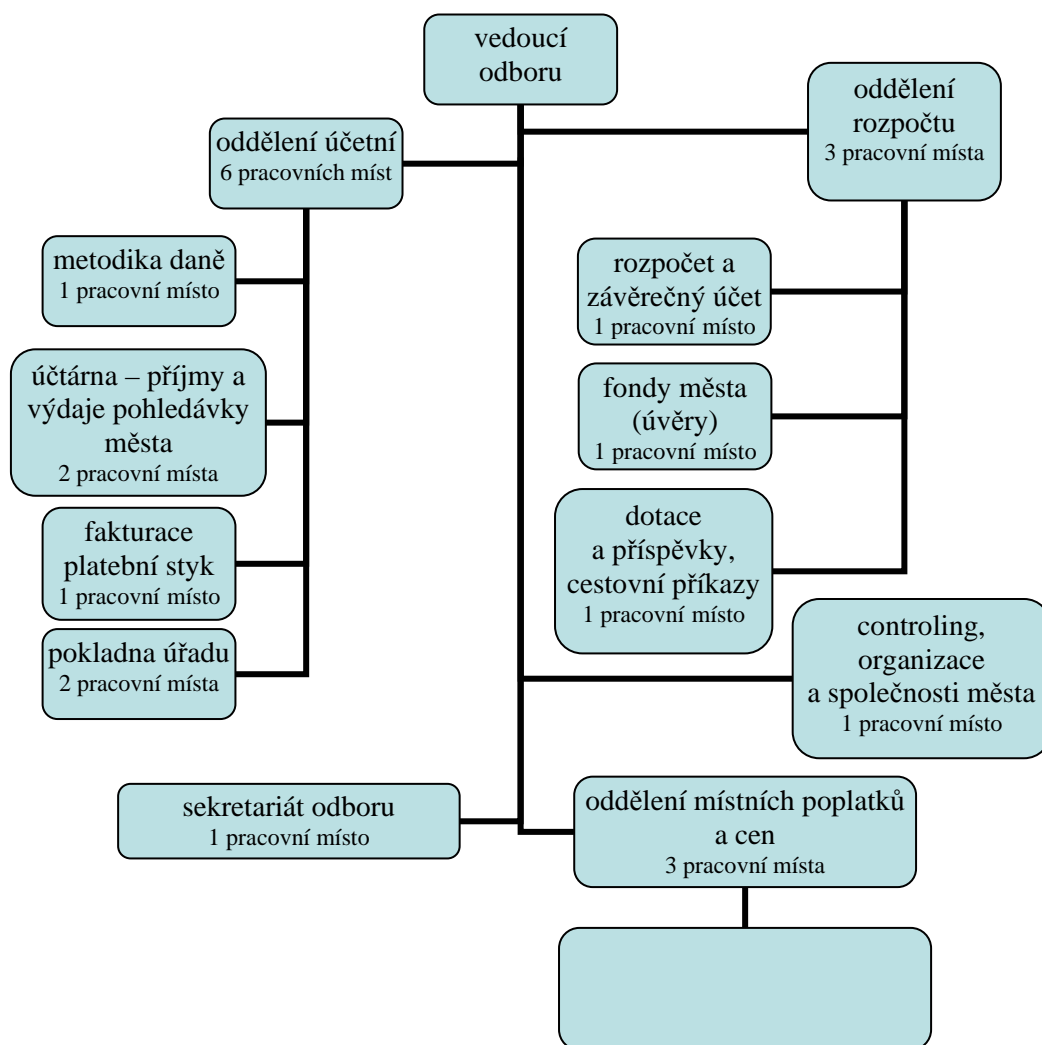 vedoucí
odboru
oddělení
rozpočtu
3 pracovní místa
oddělení účetní
6 pracovních míst
metodika daně
1 pracovní místo
rozpočet a
závěrečný účet
1 pracovní místo
účtárna – příjmy a
výdaje pohledávky
města
2 pracovní místa
fondy města
(úvěry)
1 pracovní místo
fakturace
platební styk
1 pracovní místo
dotace
a příspěvky,
cestovní příkazy
1 pracovní místo
pokladna úřadu
2 pracovní místa
controling,
organizace
a společnosti města
1 pracovní místo
sekretariát odboru
1 pracovní místo
oddělení místních poplatků
a cen
3 pracovní místa